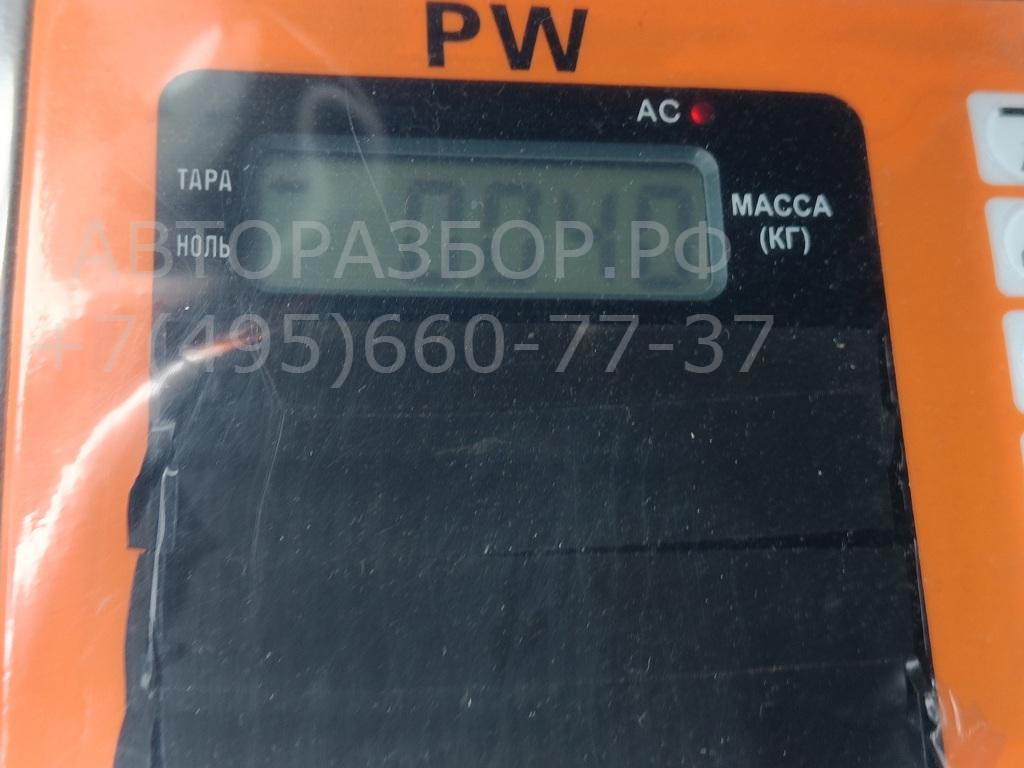 PW
AC
ТАРА
МАССА
(КГ)
НОЛЬ
АВТОРАЗБОР.РФ
+7(495)660-77-37